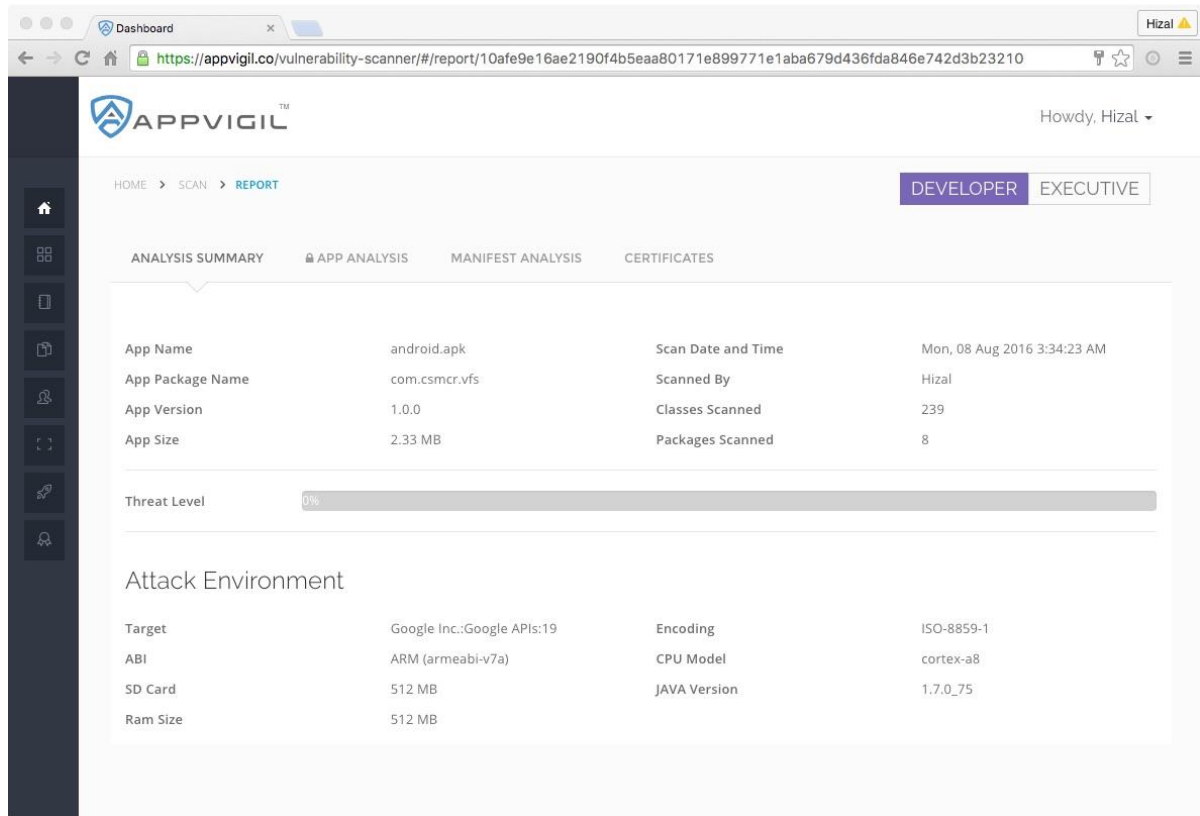 Dashboard
Hizal
https://appvigil.co/vulnerability-scanner/#/report/10afe9e16ae2190f4b5eaa80171e899771e1aba679d436fda846e742d3b23210
APPVIGIL™
Howdy, Hizal
HOME > SCAN > REPORT
DEVELOPER EXECUTIVE
ANALYSIS SUMMARY APP ANALYSIS MANIFEST ANALYSIS CERTIFICATES
App Name android.apk Scan Date and Time Mon, 08 Aug 2016 3:34:23 AM
App Package Name com.csmcr.vfs Scanned By Hizal
App Version 1.0.0 Classes Scanned 239
App Size 2.33 MB Packages Scanned 8
Threat Level 0%
Attack Environment
Target Google Inc.:Google APIs:19 Encoding ISO-8859-1
ABI ARM (armeabi-v7a) CPU Model cortex-a8
SD Card 512 MB JAVA Version 1.7.0_75
Ram Size 512 MB